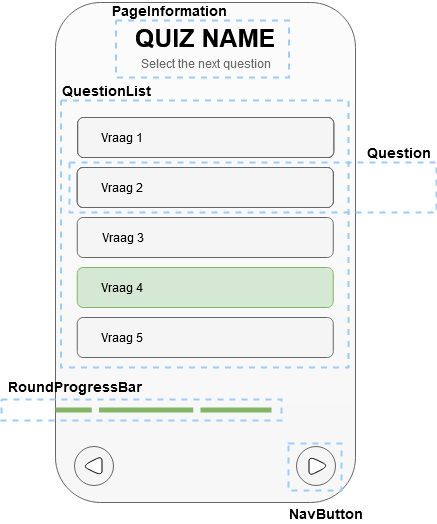 PageInformation
QUIZ NAME
Select the next question
QuestionList
Vraag 1
Question
Vraag 2
Vraag 3
Vraag 4
Vraag 5
RoundProgressBar
NavButton